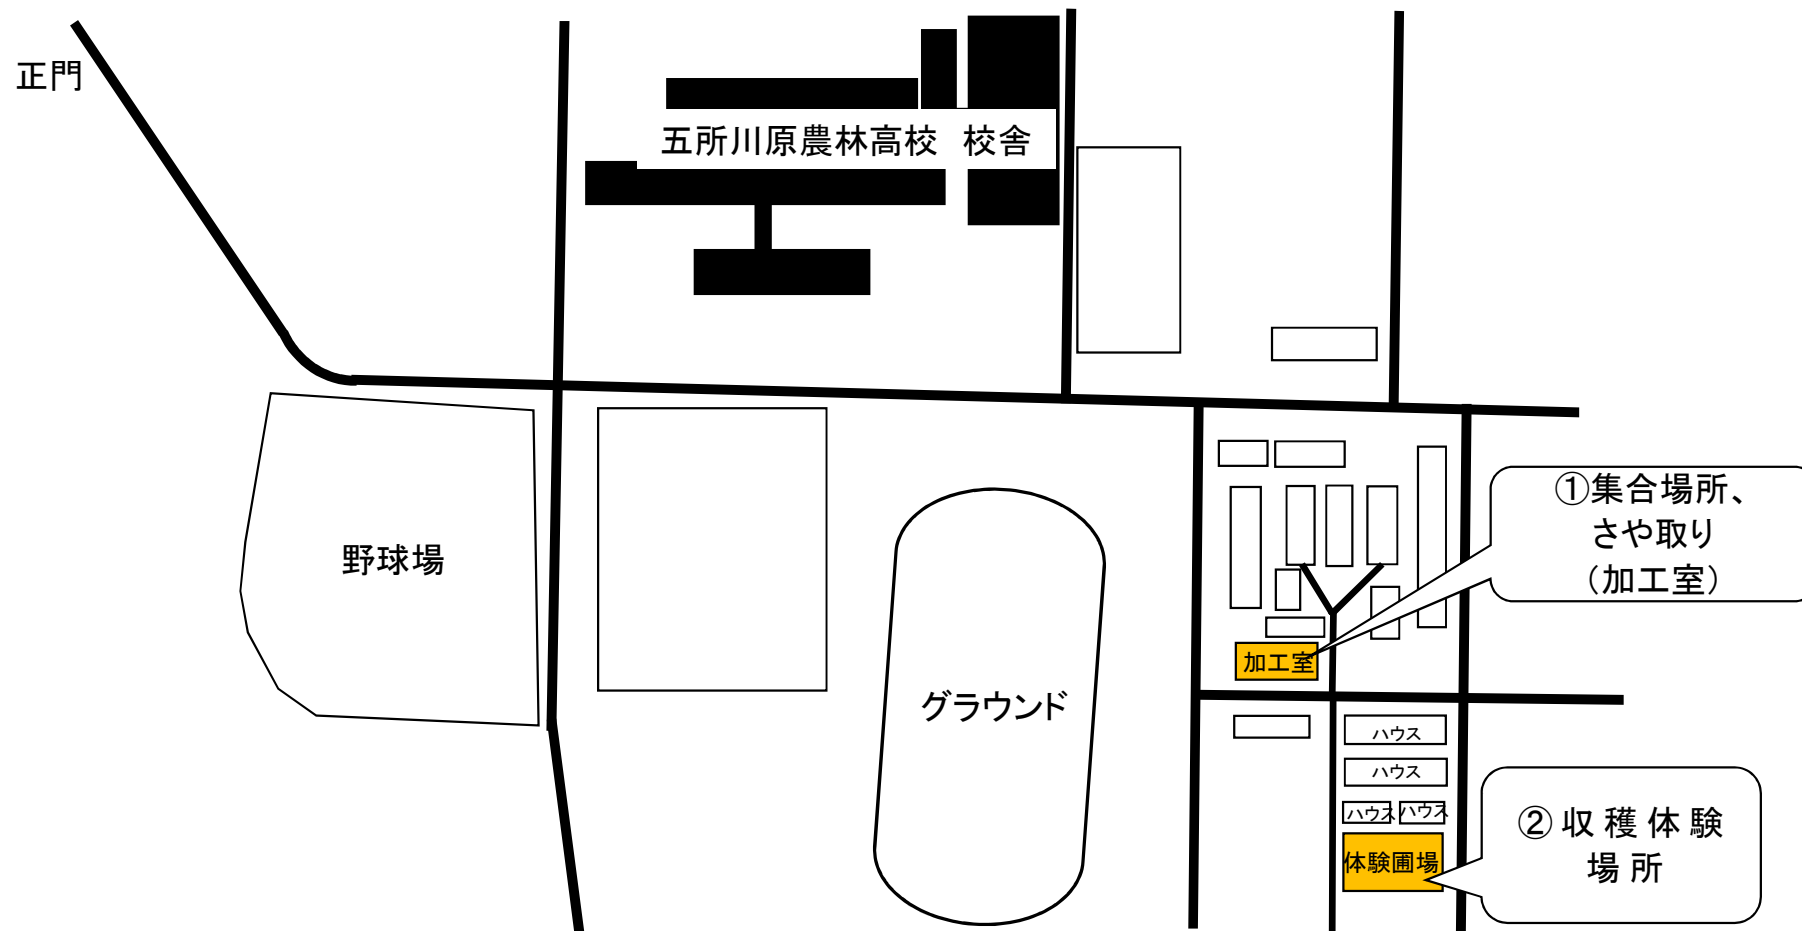 正門
五所川原農林高校　校舎
野球場
グラウンド
①集合場所、
さや取り
（加工室）
加工室
ハウス
ハウス
ハウス ハウス
体験圃場
②収穫体験
場所